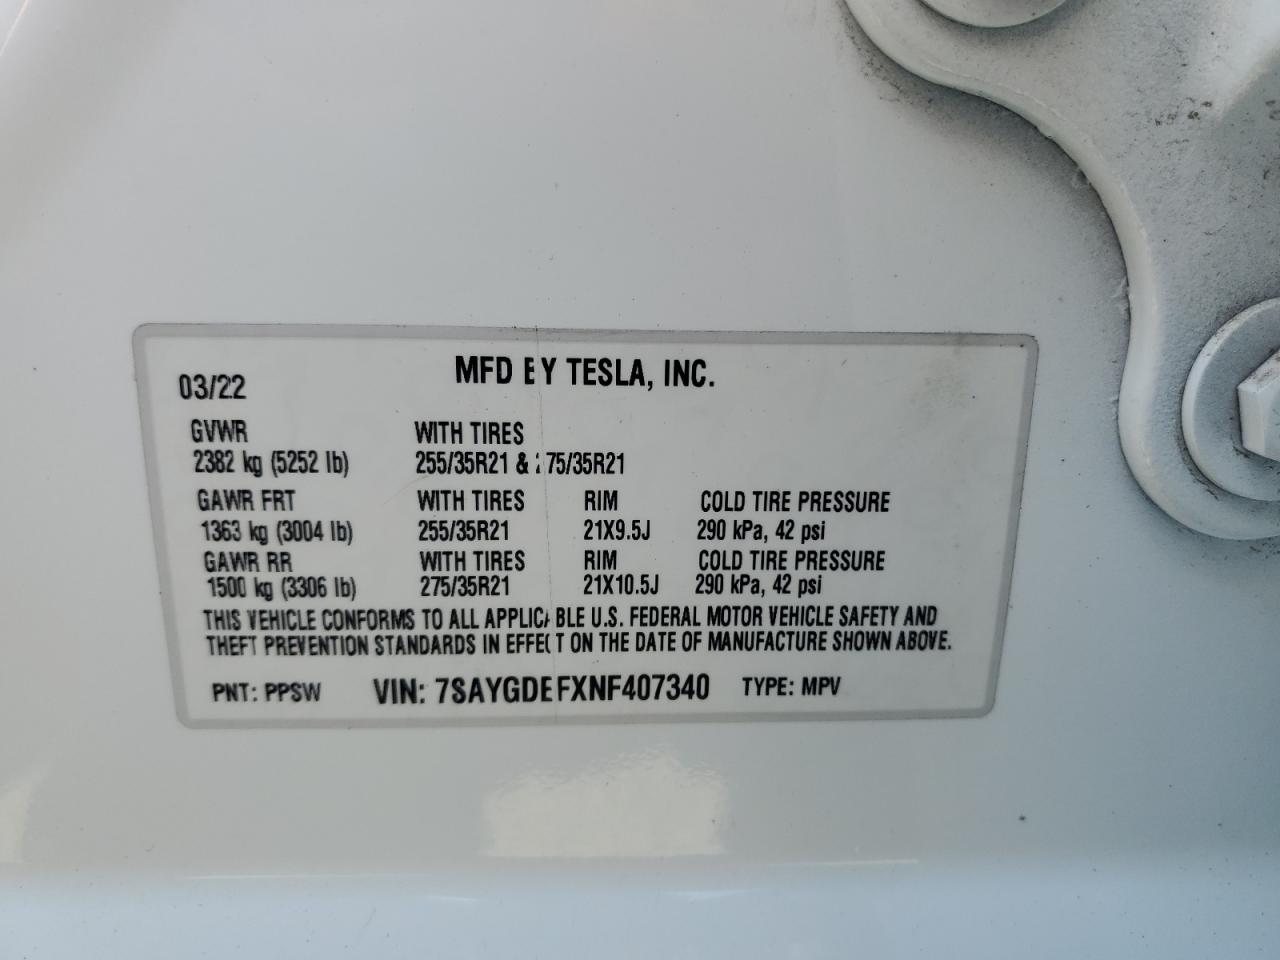 MFD BY TESLA, INC.
03/22
GVWR WITH TIRES
2382 kg (5252 lb) 255/35R21 & 275/35R21
GAWR FRT WITH TIRES RIM COLD TIRE PRESSURE
1363 kg (3004 lb) 255/35R21 21X9.5J 290 kPa, 42 psi
GAWR RR WITH TIRES RIM COLD TIRE PRESSURE
1500 kg (3306 lb) 275/35R21 21X10.5J 290 kPa, 42 psi
THIS VEHICLE CONFORMS TO ALL APPLICABLE U.S. FEDERAL MOTOR VEHICLE SAFETY AND
THEFT PREVENTION STANDARDS IN EFFECT ON THE DATE OF MANUFACTURE SHOWN ABOVE.
PNT: PPSW VIN: 7SAYGDEFXNF407340 TYPE: MPV